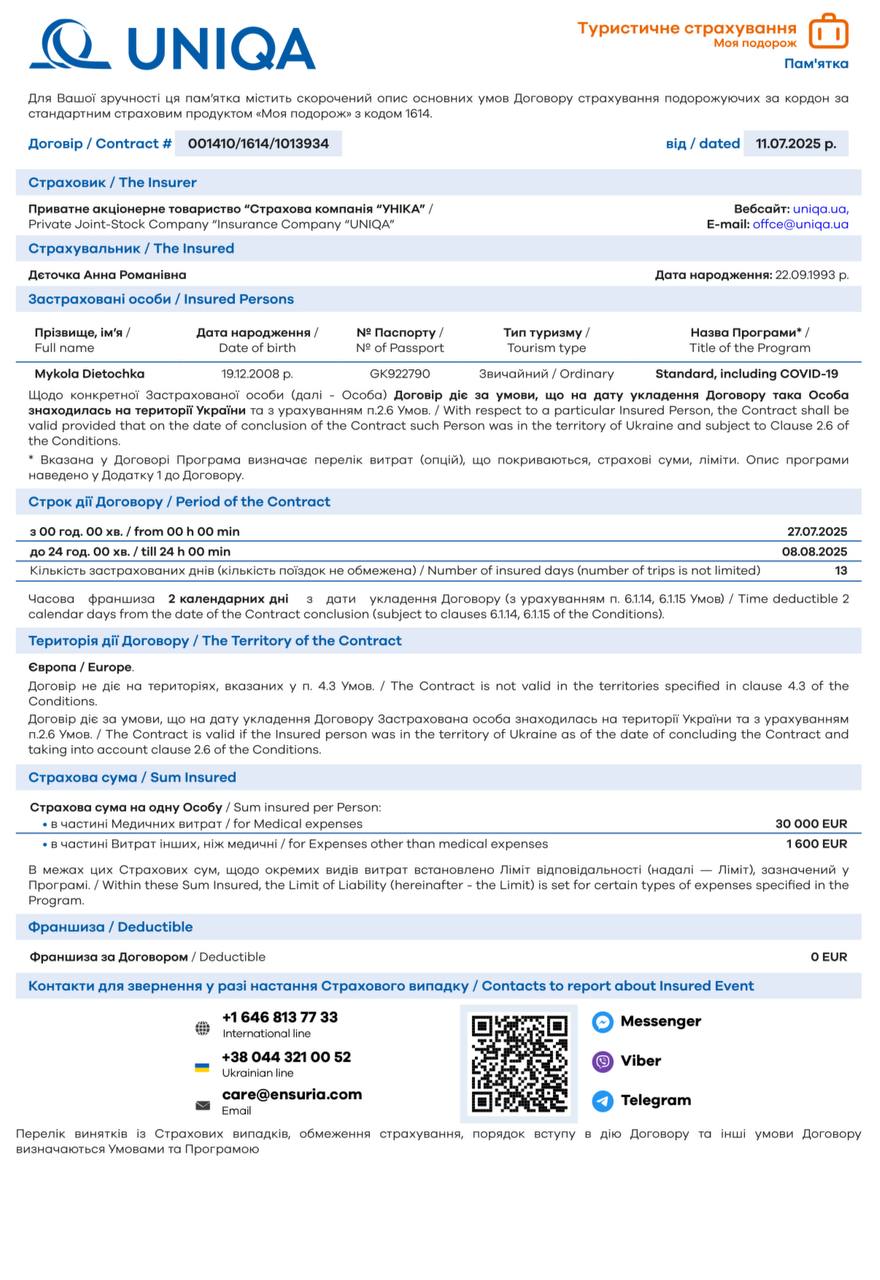 UNIQA
Туристичне страхування
Моя подорож
Пам'ятка
Для Вашої зручності ця пам'ятка містить скорочений опис основних умов Договору страхування подорожуючих за кордон за
стандартним страховим продуктом «Моя подорож» з кодом 1614.
Договір / Contract # 001410/1614/1013934 від / dated 11.07.2025 р.
Страховик / The Insurer
Приватне акціонерне товариство “Страхова компанія “УНІКА” / Вебсайт: uniqa.ua,
Private Joint-Stock Company “Insurance Company “UNIQA” E-mail: offce@uniqa.ua
Страхувальник / The Insured
Дєточка Анна Романівна Дата народження: 22.09.1993 р.
Застраховані особи / Insured Persons
Прізвище, ім’я / Дата народження / № Паспорту / Тип туризму / Назва Програми* /
Full name Date of birth № of Passport Tourism type Title of the Program
Mykola Dietochka 19.12.2008 р. GK922790 Звичайний / Ordinary Standard, including COVID-19
Щодо конкретної Застрахованої особи (далі - Особа) Договір діє за умови, що на дату укладення Договору така Особа
знаходилась на території України та з урахуванням п.2.6 Умов. / With respect to a particular Insured Person, the Contract shall be
valid provided that on the date of conclusion of the Contract such Person was in the territory of Ukraine and subject to Clause 2.6 of
the Conditions.
* Вказана у Договорі Програма визначає перелік витрат (опцій), що покриваються, страхові суми, ліміти. Опис програми
наведено у Додатку 1 до Договору.
Строк дії Договору / Period of the Contract
з 00 год. 00 хв. / from 00 h 00 min 27.07.2025
до 24 год. 00 хв. / till 24 h 00 min 08.08.2025
Кількість застрахованих днів (кількість поїздок не обмежена) / Number of insured days (number of trips is not limited) 13
Часова франшиза 2 календарних дні з дати укладення Договору (з урахуванням п. 6.1.14, 6.1.15 Умов) / Time deductible 2
calendar days from the date of the Contract conclusion (subject to clauses 6.1.14, 6.1.15 of the Conditions).
Територія дії Договору / The Territory of the Contract
Європа / Europe.
Договір не діє на територіях, вказаних у п. 4.3 Умов. / The Contract is not valid in the territories specified in clause 4.3 of the
Conditions.
Договір діє за умови, що на дату укладення Договору Застрахована особа знаходилась на території України та з урахуванням
п.2.6 Умов. / The Contract is valid if the Insured person was in the territory of Ukraine as of the date of concluding the Contract and
taking into account clause 2.6 of the Conditions.
Страхова сума / Sum Insured
Страхова сума на одну Особу / Sum insured per Person:
• в частині Медичних витрат / for Medical expenses 30 000 EUR
• в частині Витрат інших, ніж медичні / for Expenses other than medical expenses 1 600 EUR
В межах цих Страхових сум, щодо окремих видів витрат встановлено Ліміт відповідальності (надалі — Ліміт), зазначений у
Програмі. / Within these Sum Insured, the Limit of Liability (hereinafter - the Limit) is set for certain types of expenses specified in the
Program.
Франшиза / Deductible
Франшиза за Договором / Deductible 0 EUR
Контакти для звернення у разі настання Страхового випадку / Contacts to report about Insured Event
+1 646 813 77 33
International line
+38 044 321 00 52
Ukrainian line
care@ensuria.com
Email
Messenger
Viber
Telegram
Перелік винятків із Страхових випадків, обмеження страхування, порядок вступу в дію Договору та інші умови Договору
визначаються Умовами та Програмою